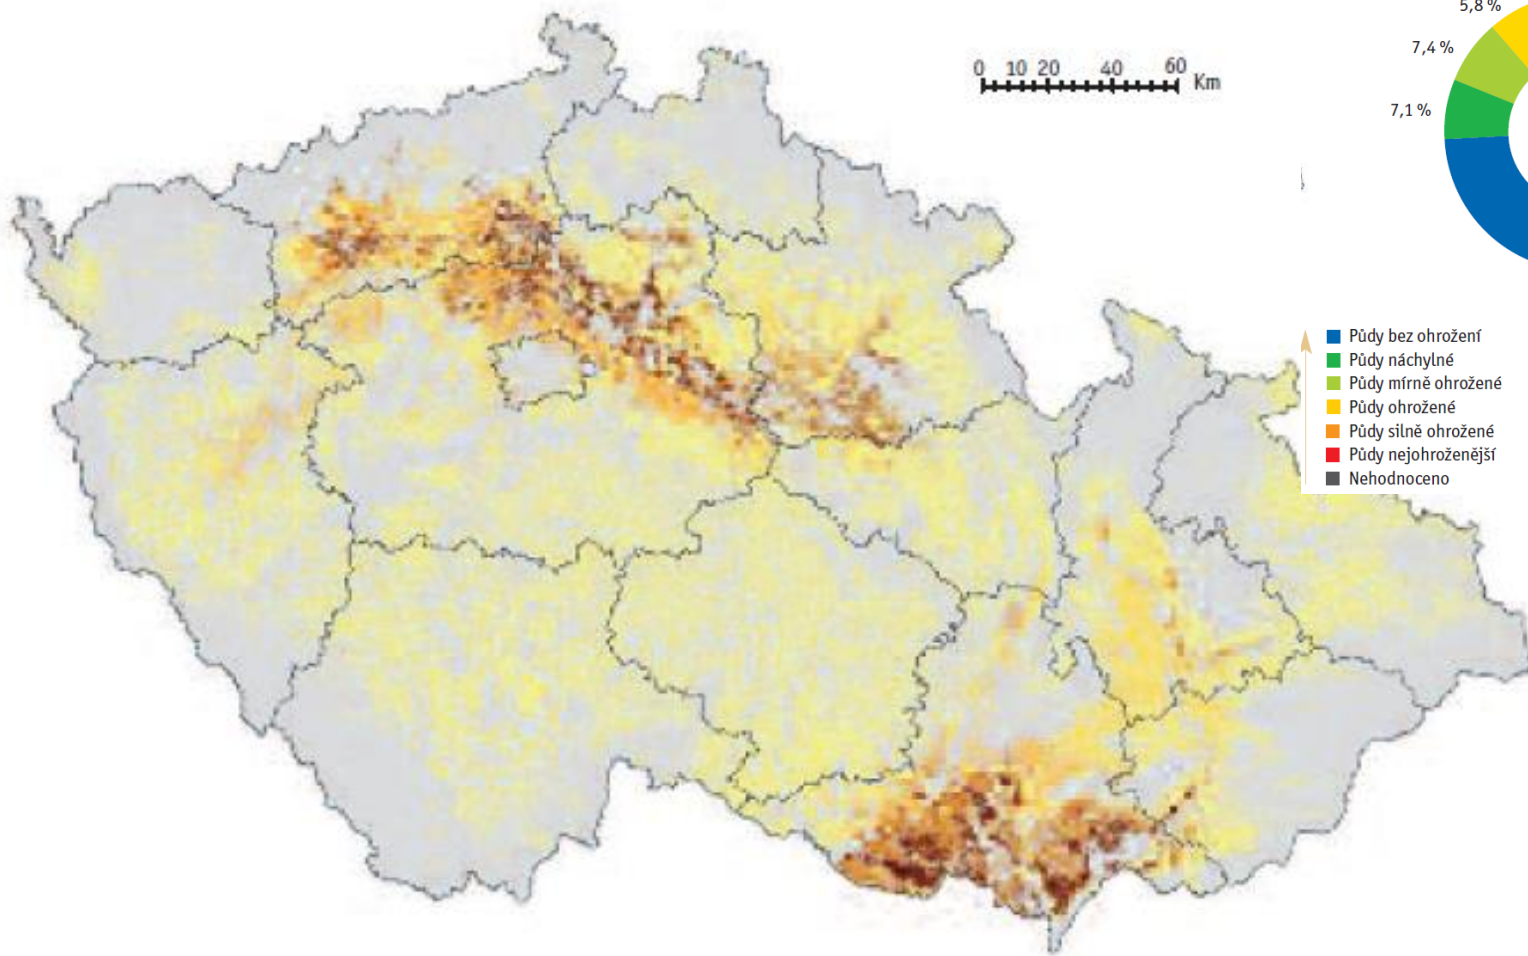 5,8 %
7,4 %
7,1 %
0 10 20 40 60
Km
Půdy bez ohrožení
Půdy náchylné
Půdy mírně ohrožené
Půdy ohrožené
Půdy silně ohrožené
Půdy nejohroženější
Nehodnoceno